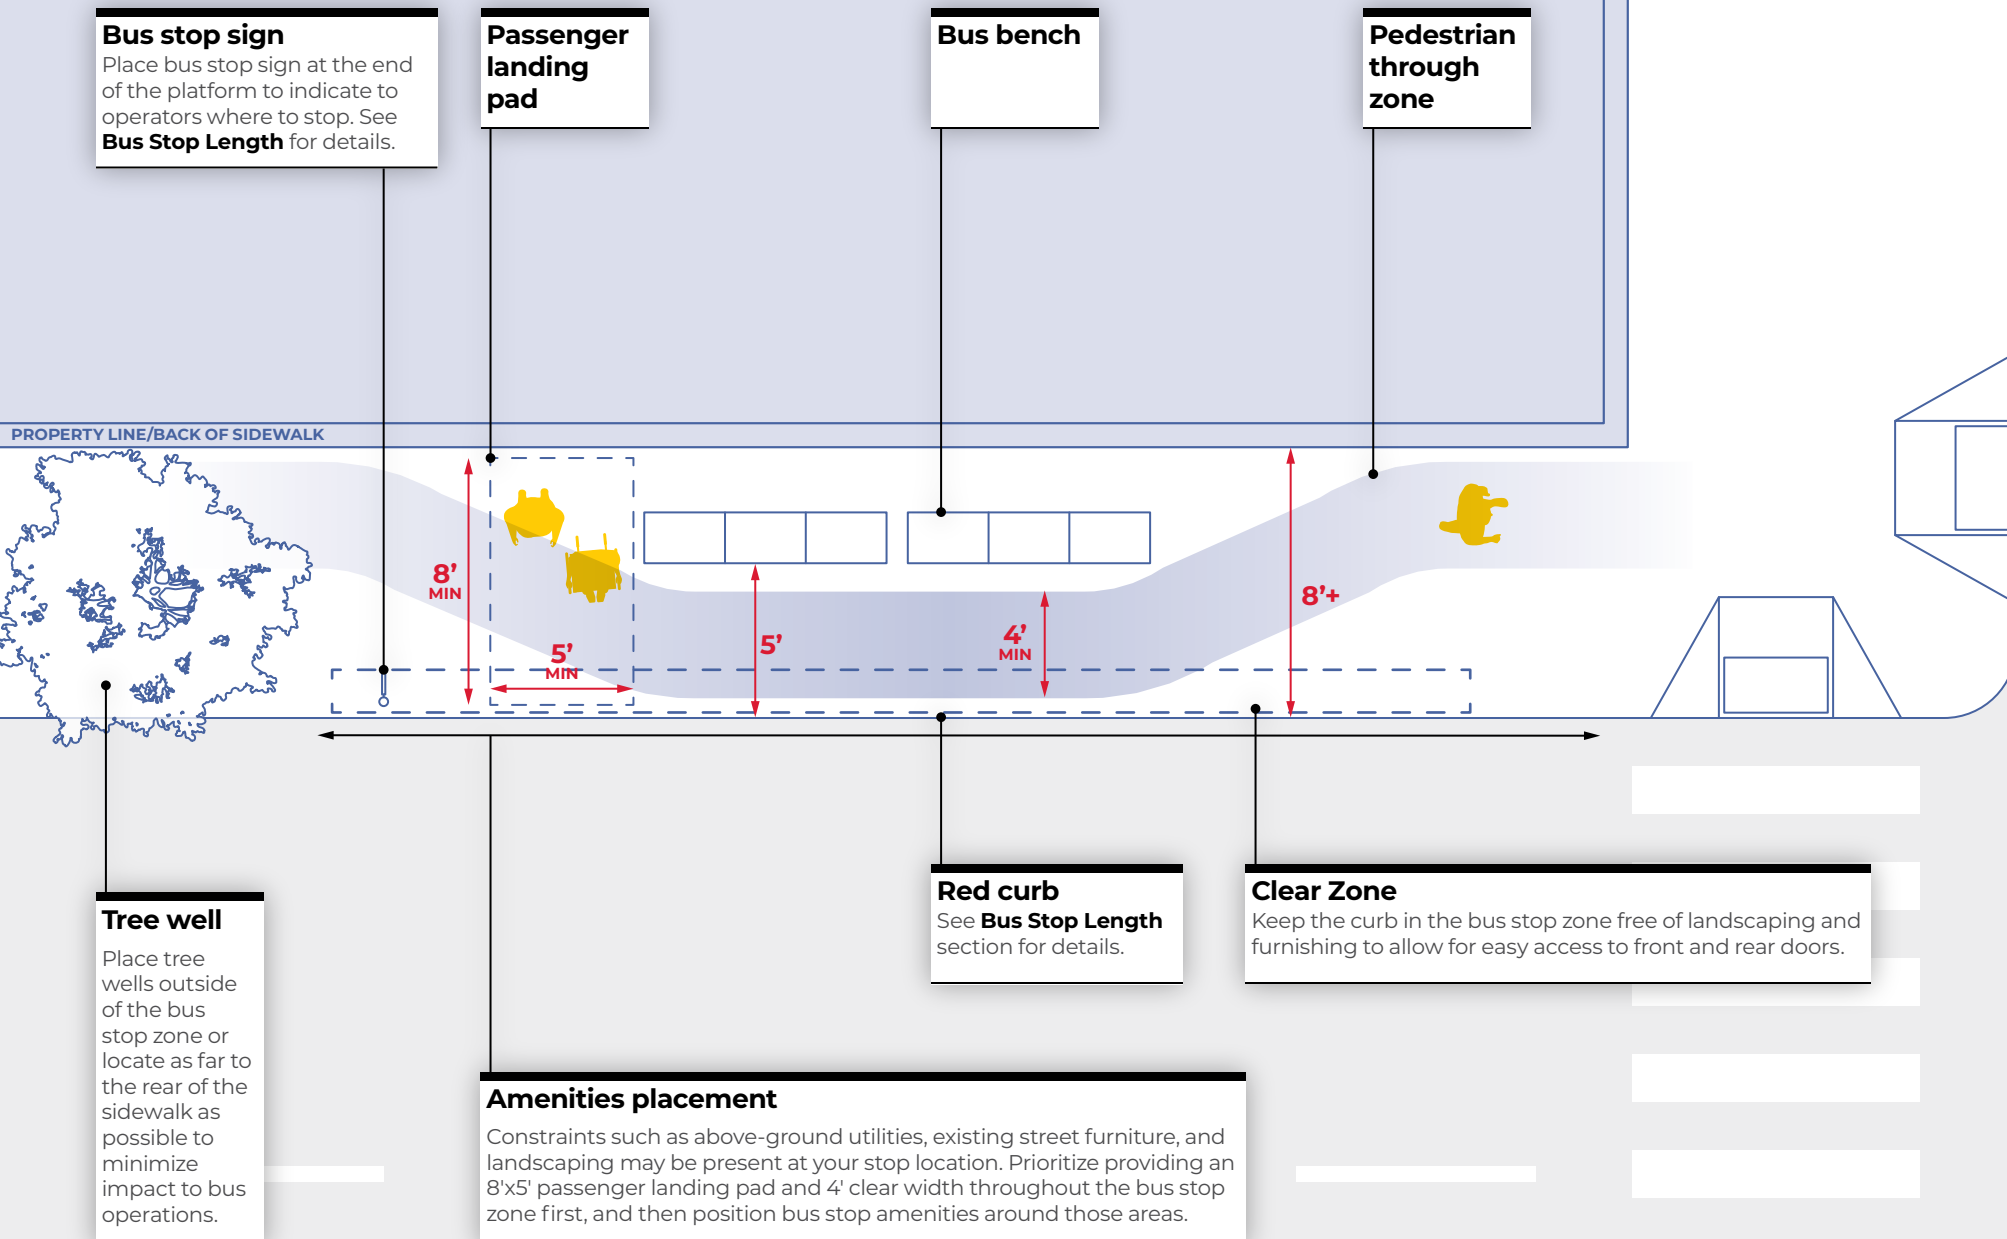 Bus stop sign
Place bus stop sign at the end
of the platform to indicate to
operators where to stop. See
Bus Stop Length for details.
Passenger
landing
pad
Bus bench
Pedestrian
through
zone
PROPERTY LINE/BACK OF SIDEWALK
8’
MIN
5’
MIN
5’
4’
MIN
8’+
Tree well
Place tree
wells outside
of the bus
stop zone or
locate as far to
the rear of the
sidewalk as
possible to
minimize
impact to bus
operations.
Red curb
See Bus Stop Length
section for details.
Clear Zone
Keep the curb in the bus stop zone free of landscaping and
furnishing to allow for easy access to front and rear doors.
Amenities placement
Constraints such as above-ground utilities, existing street furniture, and
landscaping may be present at your stop location. Prioritize providing an
8'x5' passenger landing pad and 4' clear width throughout the bus stop
zone first, and then position bus stop amenities around those areas.